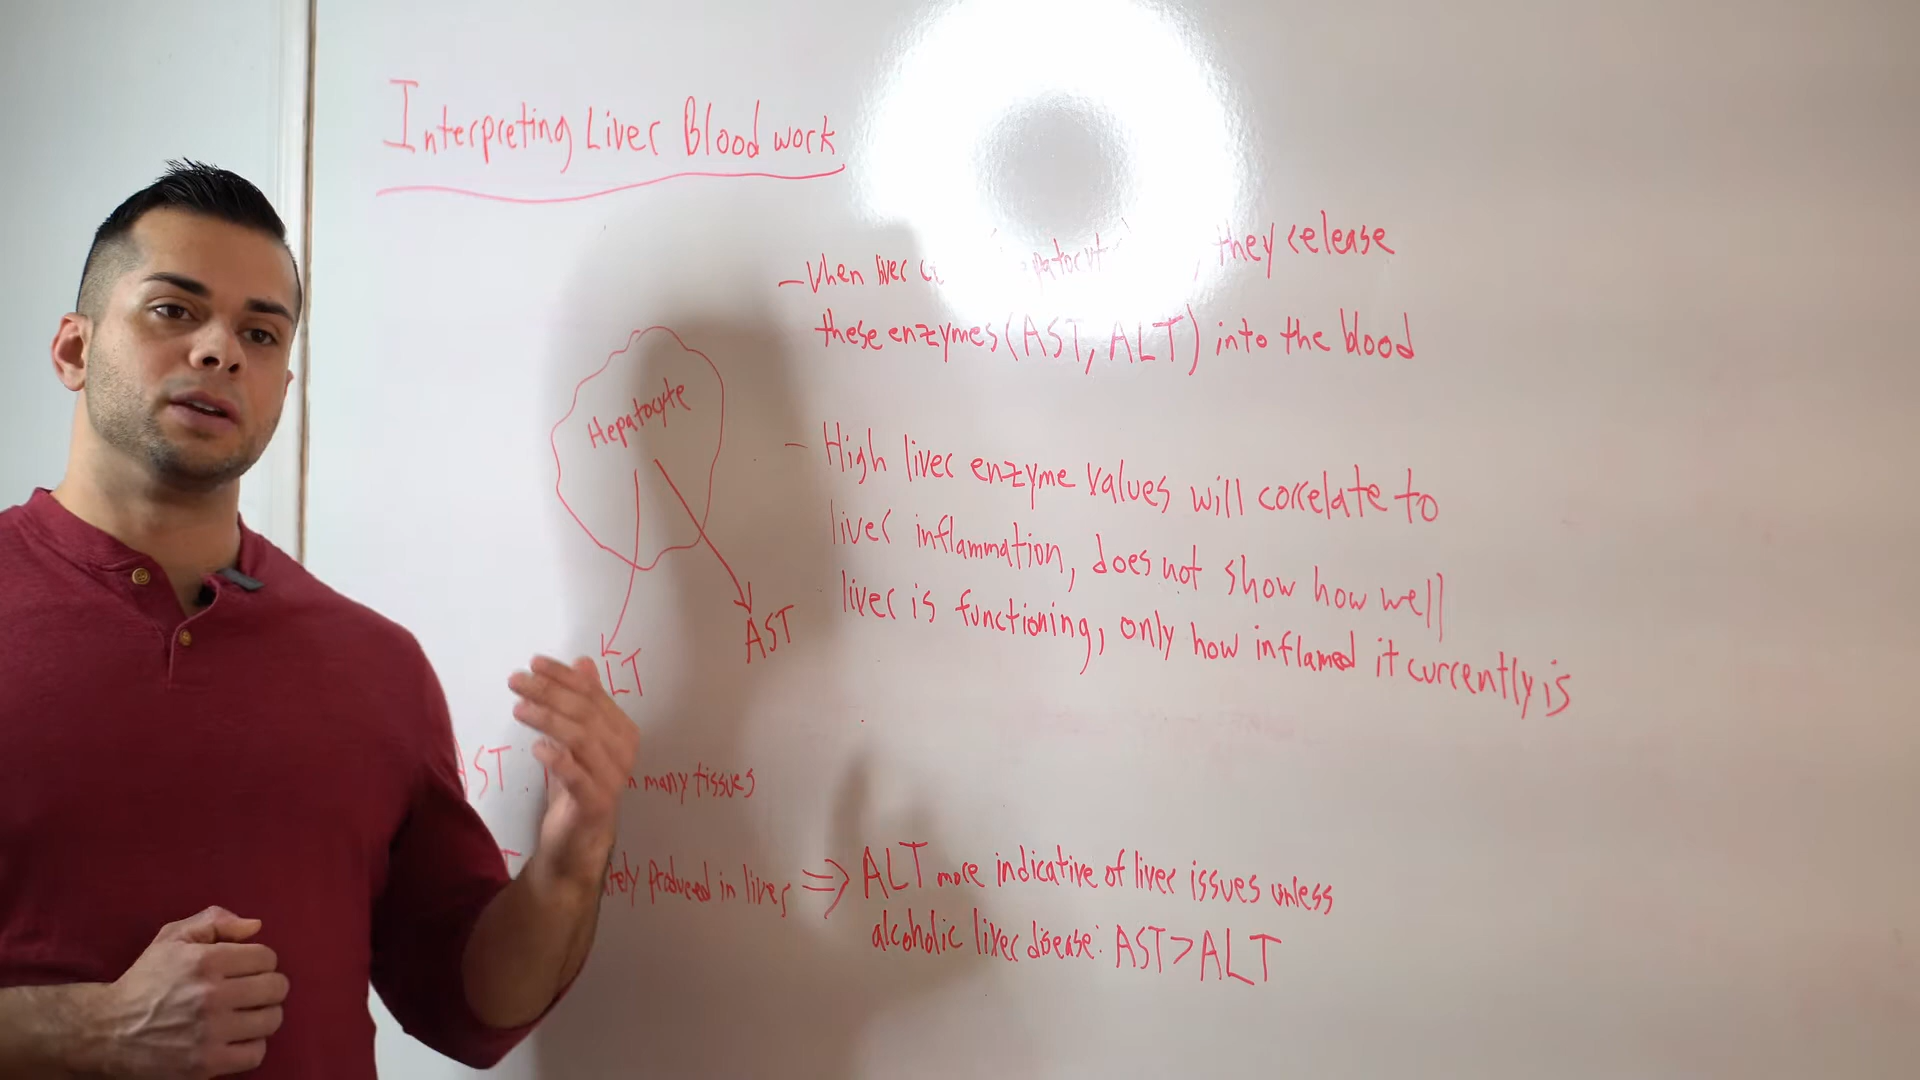 Interpreting Liver Blood work
- When liver they release
these enzymes (AST, ALT) into the blood
Hepatocyte
- High liver enzyme values will correlate to
liver inflammation, does not show how well
liver is functioning, only how inflamed it currently is
AST
LT
AST: many tissues
produced in liver => ALT more indicative of liver issues unless
alcoholic liver disease: AST > ALT